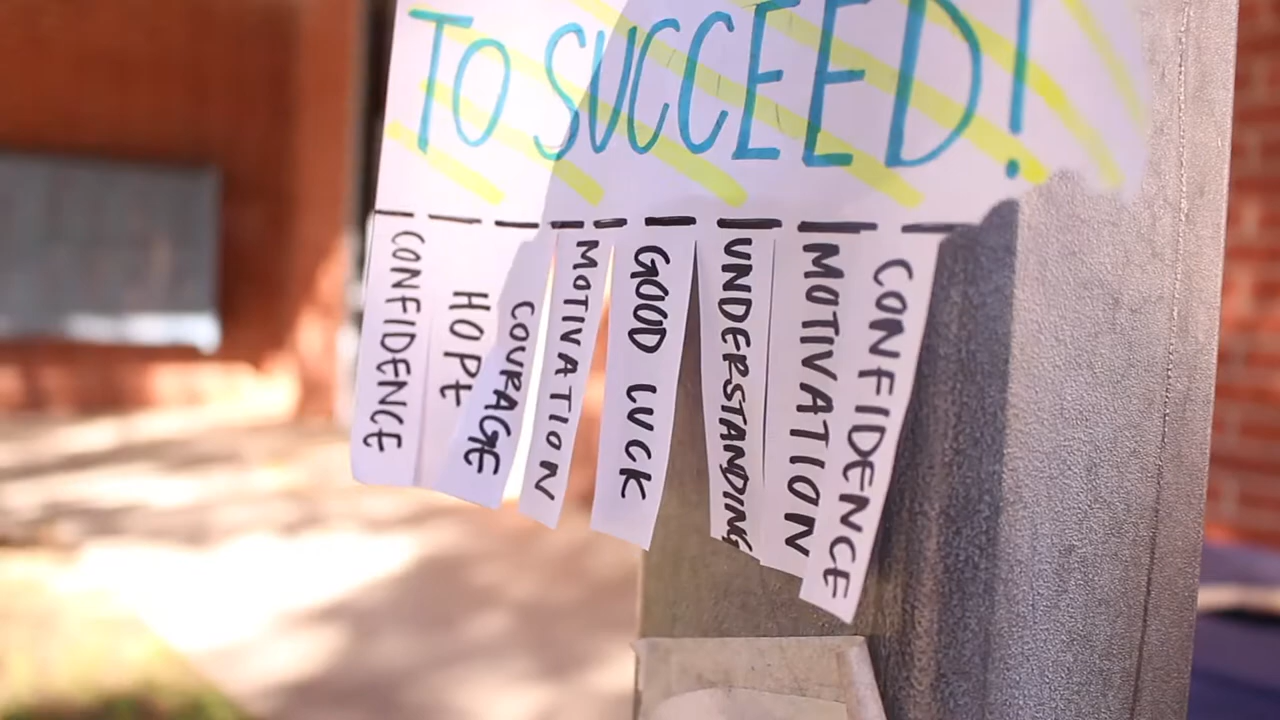 TO SUCCEED!
CONFIDENCE
HOPE
COURAGE
MOTIVATION
GOOD LUCK
UNDERSTANDING
MOTIVATION
CONFIDENCE